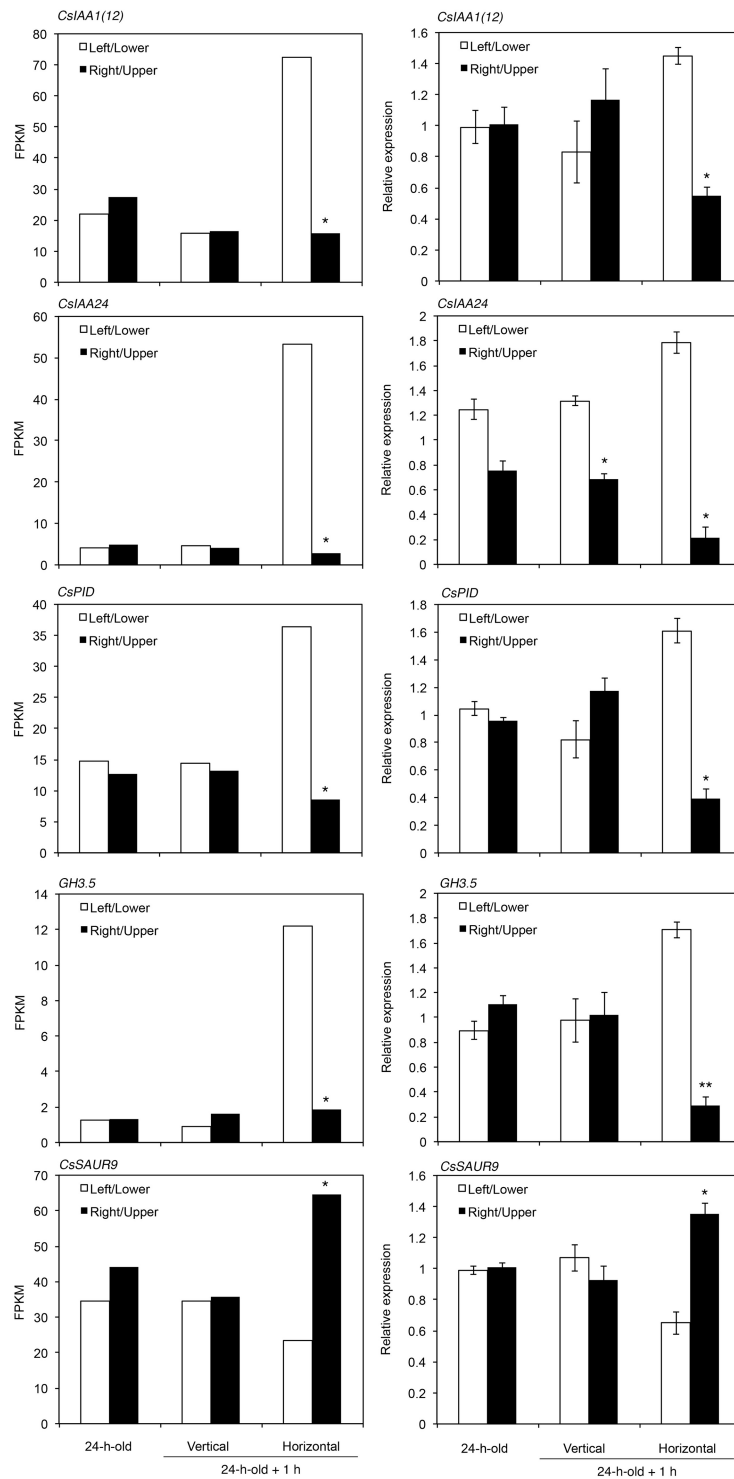 CsIAA1(12)
80
70
60
50
40
30
20
10
0
FPKM
Left/Lower
Right/Upper
*
CsIAA1(12)
1.6
1.4
1.2
1
0.8
0.6
0.4
0.2
0
Relative expression
Left/Lower
Right/Upper
*
CsIAA24
60
50
40
30
20
10
0
FPKM
Left/Lower
Right/Upper
*
CsIAA24
2
1.8
1.6
1.4
1.2
1
0.8
0.6
0.4
0.2
0
Relative expression
Left/Lower
Right/Upper
*
*
CsPID
40
35
30
25
20
15
10
5
0
FPKM
Left/Lower
Right/Upper
*
CsPID
1.8
1.6
1.4
1.2
1
0.8
0.6
0.4
0.2
0
Relative expression
Left/Lower
Right/Upper
*
GH3.5
14
12
10
8
6
4
2
0
FPKM
Left/Lower
Right/Upper
*
GH3.5
2
1.8
1.6
1.4
1.2
1
0.8
0.6
0.4
0.2
0
Relative expression
Left/Lower
Right/Upper
**
CsSAUR9
70
60
50
40
30
20
10
0
FPKM
Left/Lower
Right/Upper
*
24-h-old
Vertical
Horizontal
24-h-old + 1 h
CsSAUR9
1.6
1.4
1.2
1
0.8
0.6
0.4
0.2
0
Relative expression
Left/Lower
Right/Upper
*
24-h-old
Vertical
Horizontal
24-h-old + 1 h